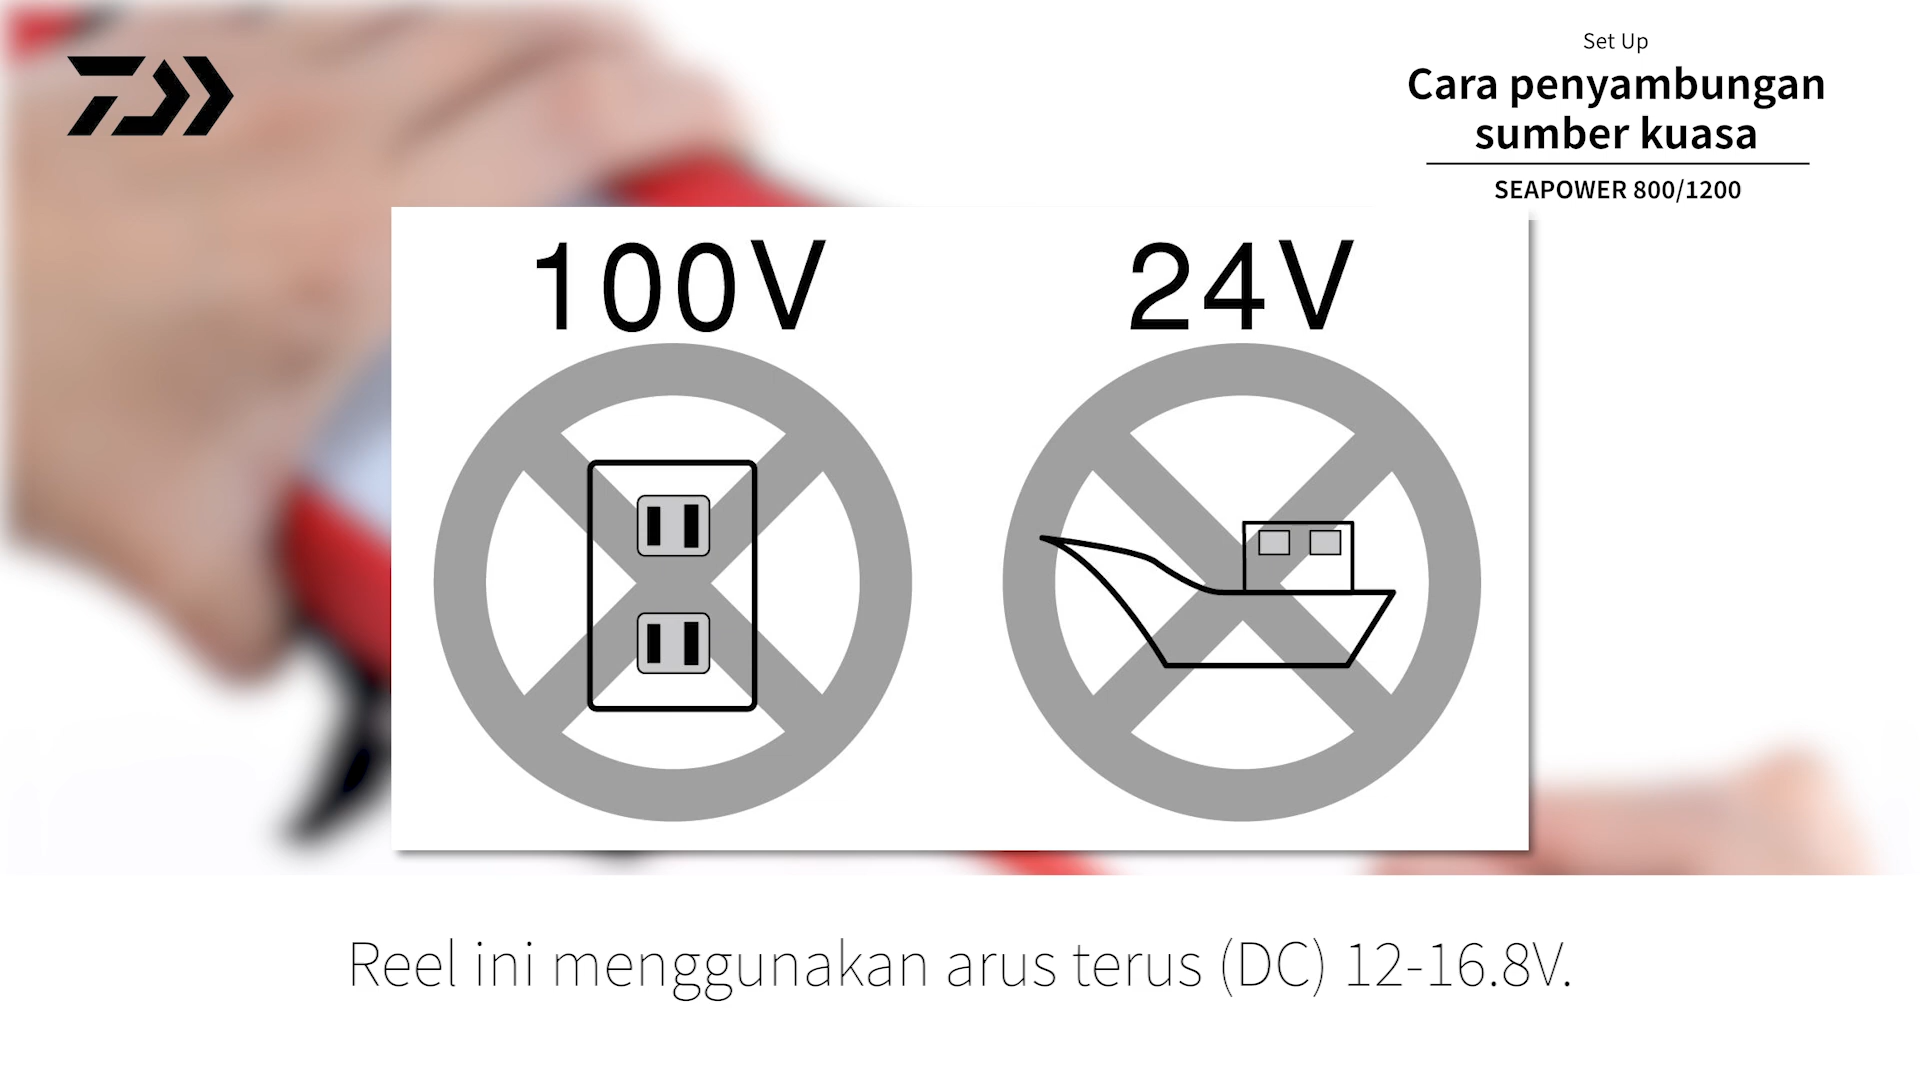 Set Up
Cara penyambungan
sumber kuasa
SEAPOWER 800/1200
100V
24V
Reel ini menggunakan arus terus (DC) 12-16.8V.